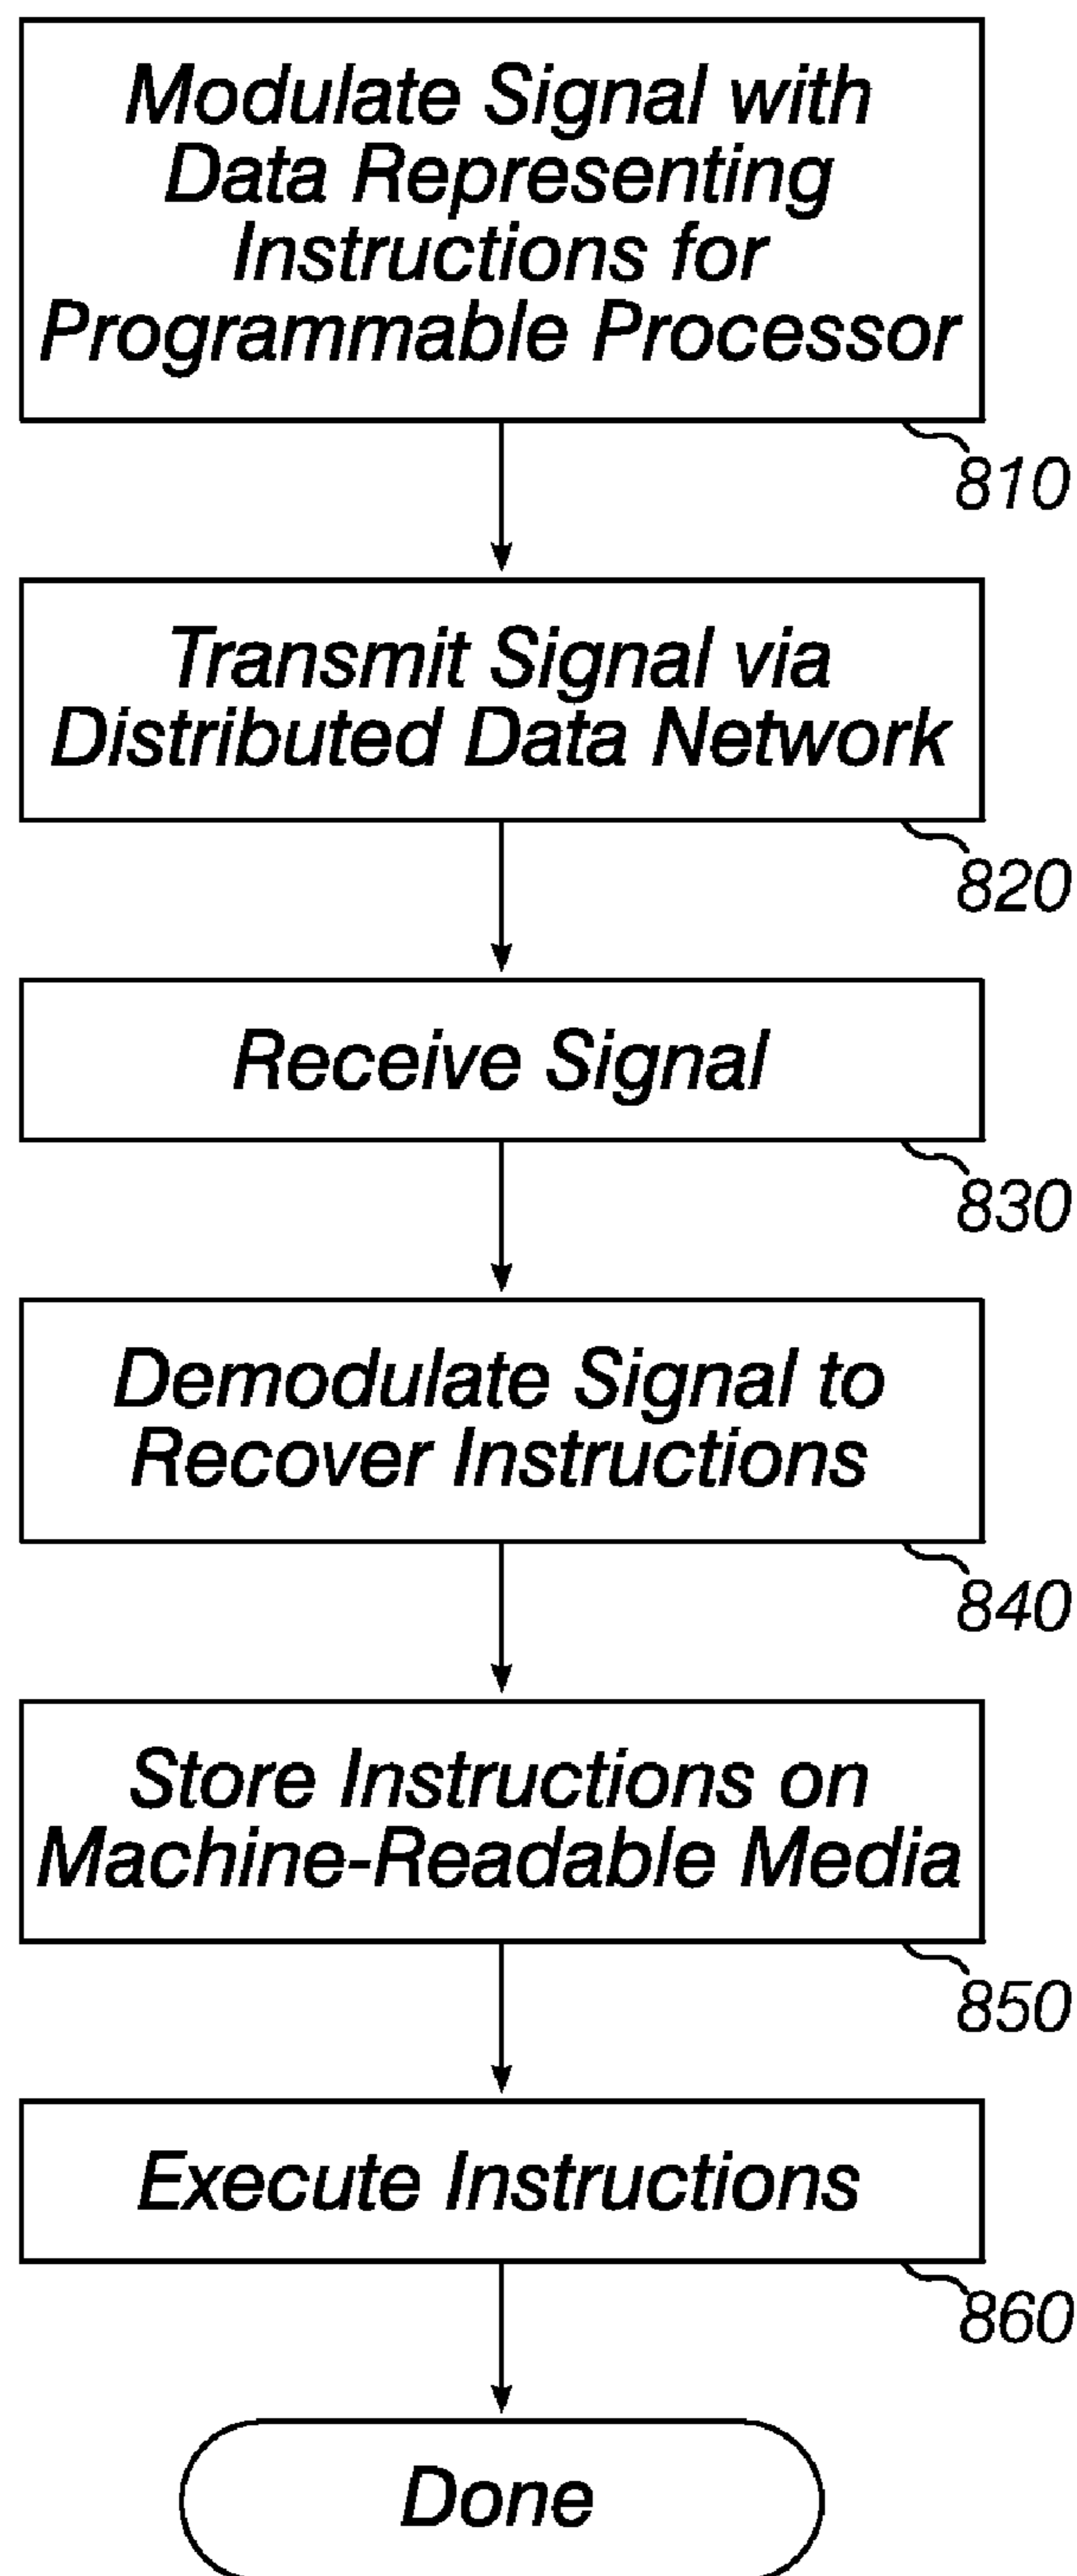 Modulate Signal with
Data Representing
Instructions for
Programmable Processor
810
Transmit Signal via
Distributed Data Network
820
Receive Signal
830
Demodulate Signal to
Recover Instructions
840
Store Instructions on
Machine-Readable Media
850
Execute Instructions
860
Done